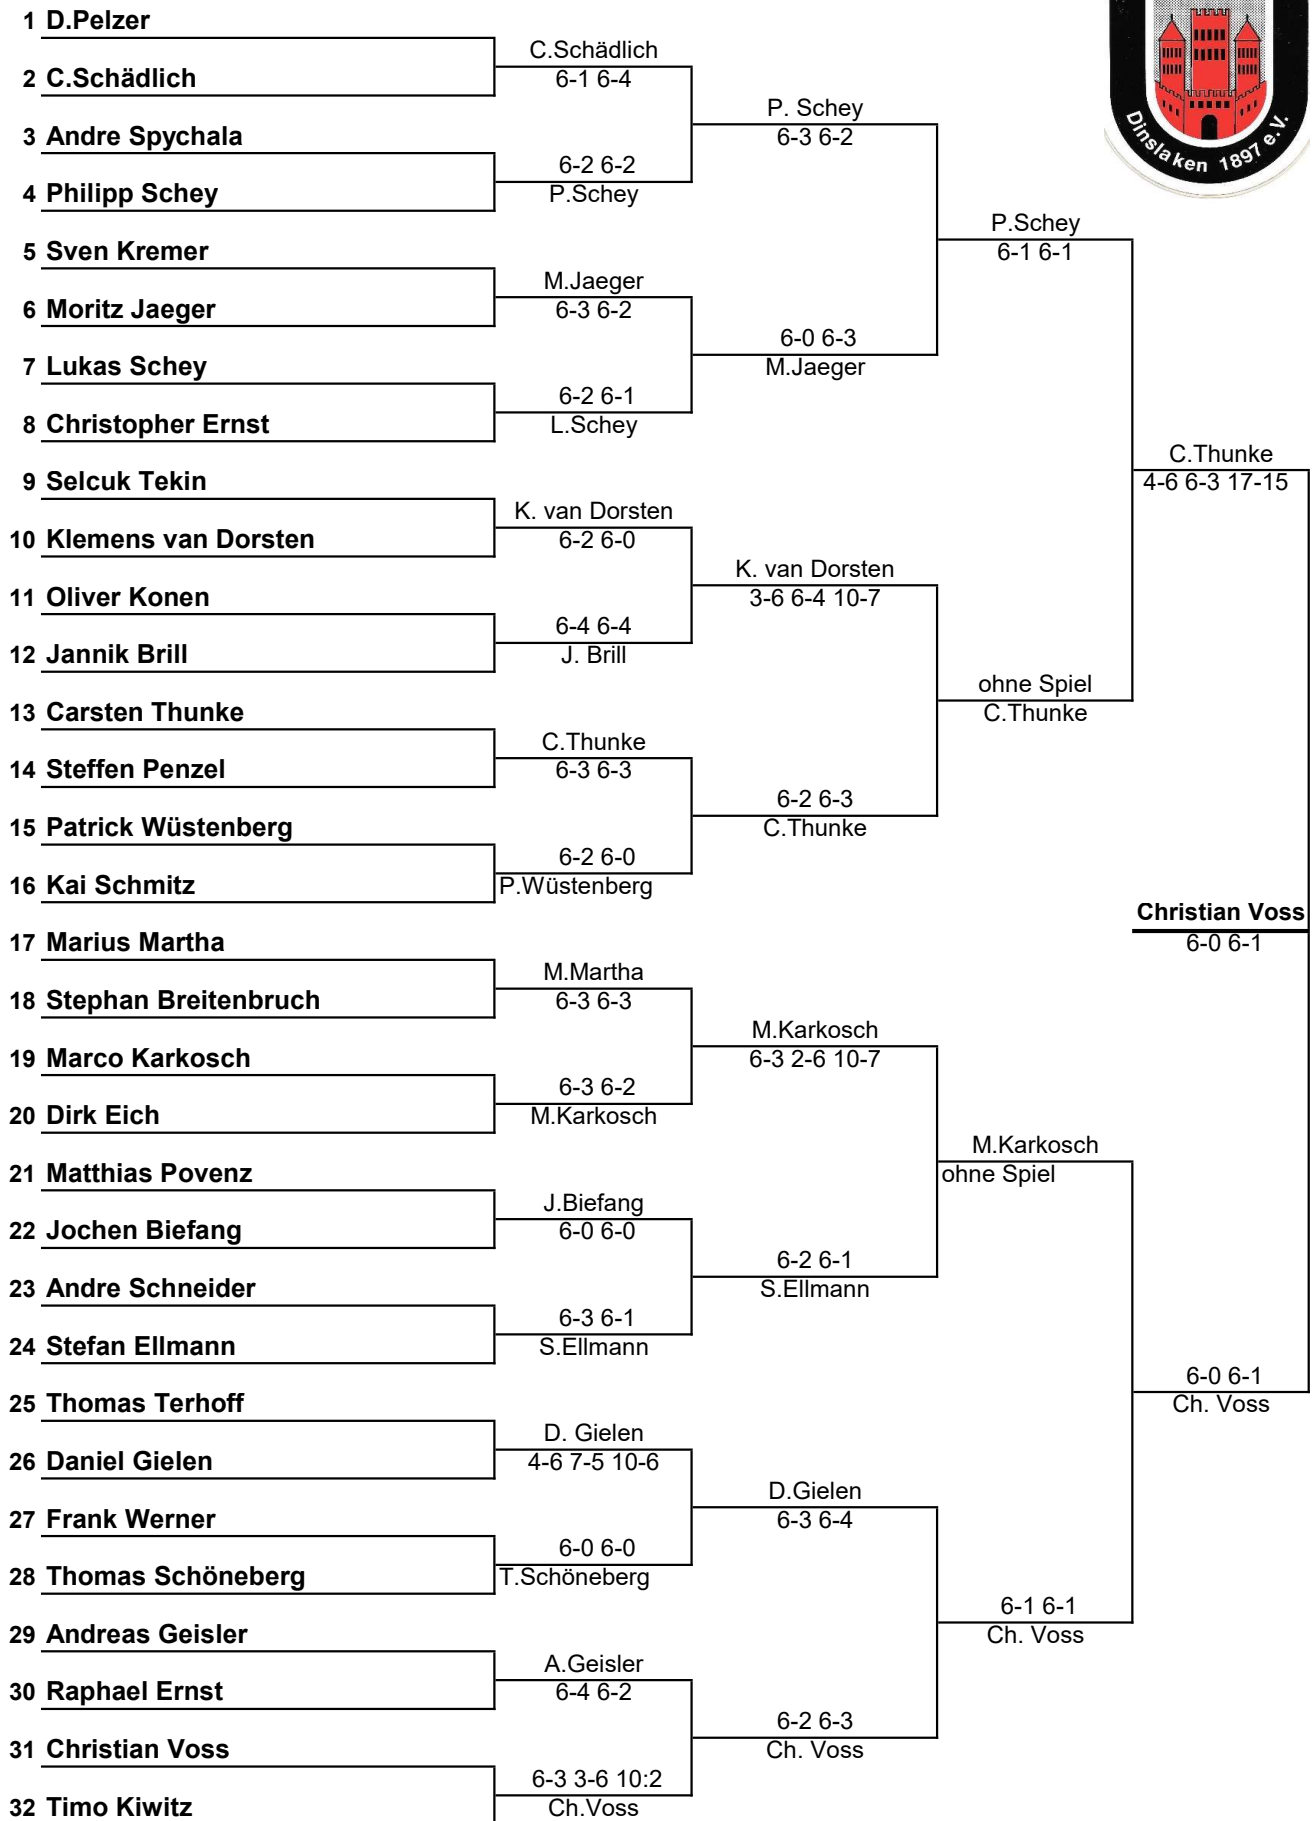 1 D.Pelzer
C.Schädlich
2 C.Schädlich
6-1 6-4
P. Schey
3 Andre Spychala
6-3 6-2
6-2 6-2
4 Philipp Schey
P.Schey
Dinslaken 1897 e.V.
P.Schey
5 Sven Kremer
6-1 6-1
M.Jaeger
6 Moritz Jaeger
6-3 6-2
6-0 6-3
7 Lukas Schey
M.Jaeger
6-2 6-1
8 Christopher Ernst
L.Schey
C.Thunke
9 Selcuk Tekin
4-6 6-3 17-15
K. van Dorsten
10 Klemens van Dorsten
6-2 6-0
K. van Dorsten
11 Oliver Konen
3-6 6-4 10-7
6-4 6-4
12 Jannik Brill
J. Brill
ohne Spiel
13 Carsten Thunke
C.Thunke
C.Thunke
14 Steffen Penzel
6-3 6-3
6-2 6-3
15 Patrick Wüstenberg
C.Thunke
6-2 6-0
16 Kai Schmitz
P.Wüstenberg
Christian Voss
17 Marius Martha
6-0 6-1
M.Martha
18 Stephan Breitenbruch
6-3 6-3
M.Karkosch
19 Marco Karkosch
6-3 2-6 10-7
6-3 6-2
20 Dirk Eich
M.Karkosch
M.Karkosch
21 Matthias Povenz
ohne Spiel
J.Biefang
22 Jochen Biefang
6-0 6-0
6-2 6-1
23 Andre Schneider
S.Ellmann
6-3 6-1
24 Stefan Ellmann
S.Ellmann
6-0 6-1
25 Thomas Terhoff
Ch. Voss
D. Gielen
26 Daniel Gielen
4-6 7-5 10-6
D.Gielen
27 Frank Werner
6-3 6-4
6-0 6-0
28 Thomas Schöneberg
T.Schöneberg
6-1 6-1
29 Andreas Geisler
Ch. Voss
A.Geisler
30 Raphael Ernst
6-4 6-2
6-2 6-3
31 Christian Voss
Ch. Voss
6-3 3-6 10:2
32 Timo Kiwitz
Ch.Voss